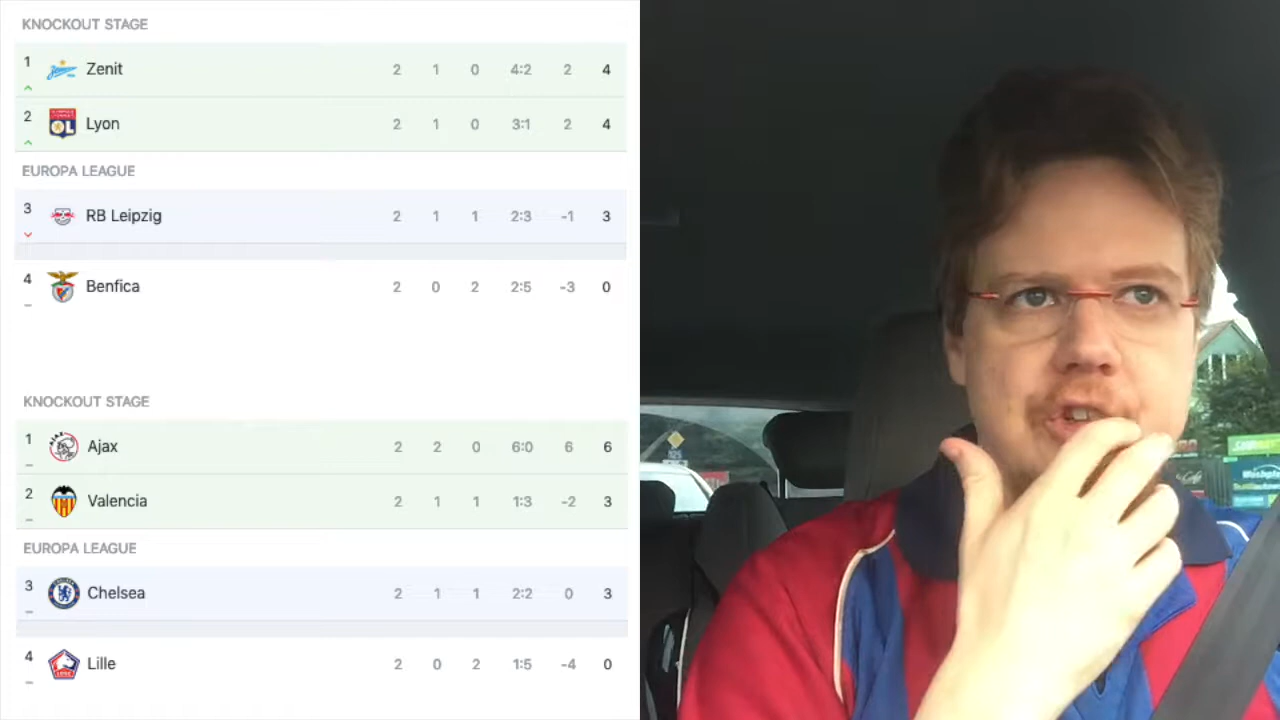 KNOCKOUT STAGE
1 Zenit 2 1 0 4:2 2 4
2 Lyon 2 1 0 3:1 2 4
EUROPA LEAGUE
3 RB Leipzig 2 1 1 2:3 -1 3
4 Benfica 2 0 2 2:5 -3 0
KNOCKOUT STAGE
1 Ajax 2 2 0 6:0 6 6
2 Valencia 2 1 1 1:3 -2 3
EUROPA LEAGUE
3 Chelsea 2 1 1 2:2 0 3
4 Lille 2 0 2 1:5 -4 0